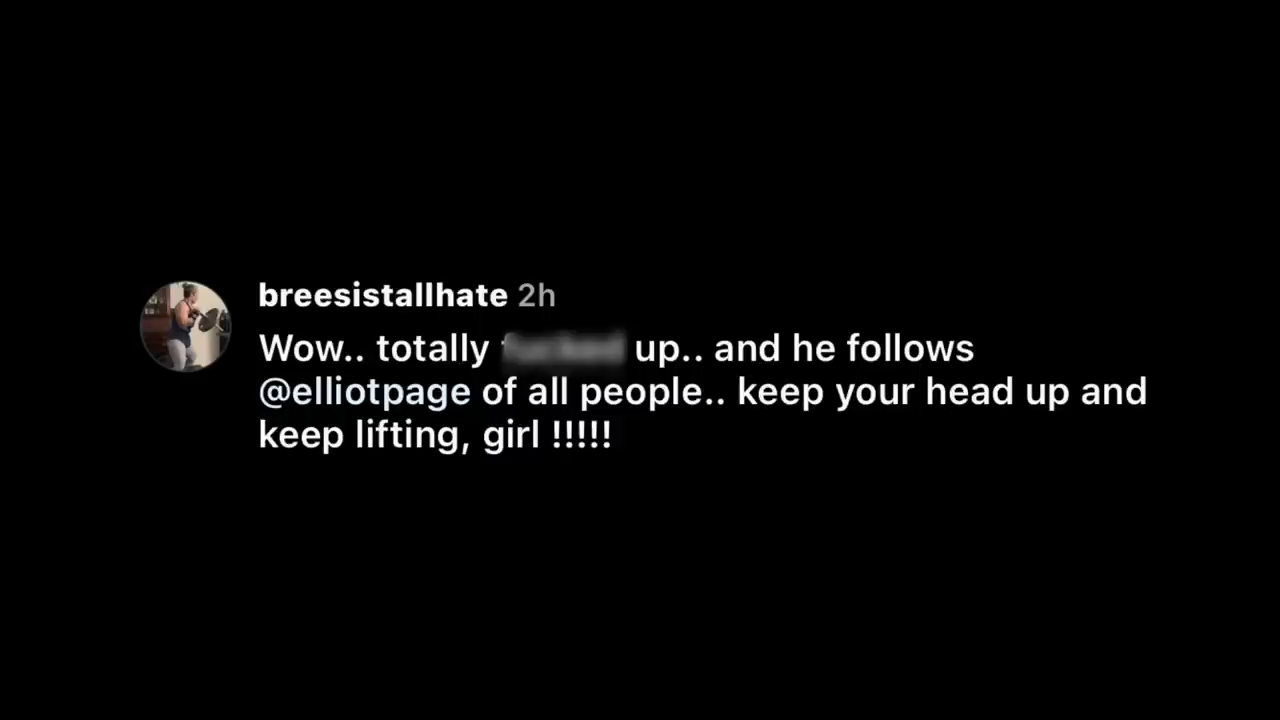 breesistallhate 2h
Wow.. totally up.. and he follows
@elliotpage of all people.. keep your head up and
keep lifting, girl !!!!!